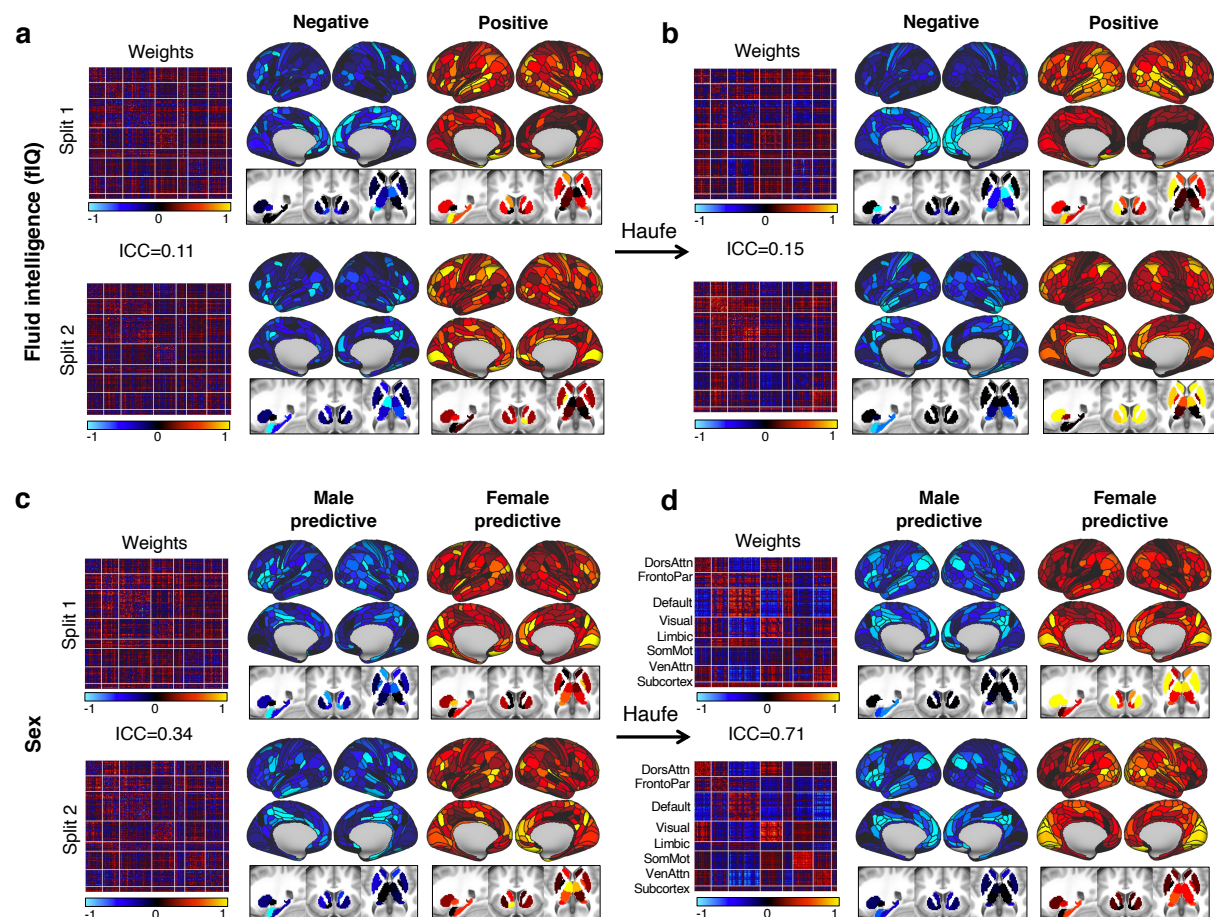 a
Negative
Positive
Weights
Fluid intelligence (fIQ)
Split 1
-1 0 1
ICC=0.11
Split 2
-1 0 1
Haufe
b
Negative
Positive
Weights
-1 0 1
ICC=0.15
-1 0 1
c
Male
predictive
Female
predictive
Weights
Sex
Split 1
-1 0 1
ICC=0.34
Split 2
-1 0 1
Haufe
d
Male
predictive
Female
predictive
Weights
DorsAttn
FrontoPar
Default
Visual
Limbic
SomMot
VenAttn
Subcortex
-1 0 1
ICC=0.71
DorsAttn
FrontoPar
Default
Visual
Limbic
SomMot
VenAttn
Subcortex
-1 0 1